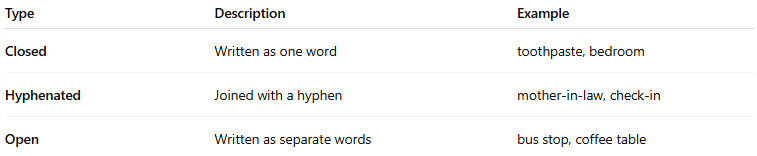 Type Description Example
Closed Written as one word toothpaste, bedroom
Hyphenated Joined with a hyphen mother-in-law, check-in
Open Written as separate words bus stop, coffee table